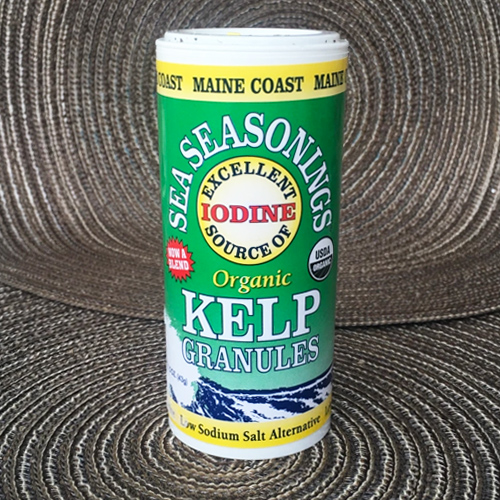 COAST MAINE COAST MAINE
SEA SEASONINGS
EXCELLENT
IODINE
SOURCE OF
USDA
ORGANIC
NOW A
BLEND
Organic
KELP
GRANULES
Low Sodium Salt Alternative